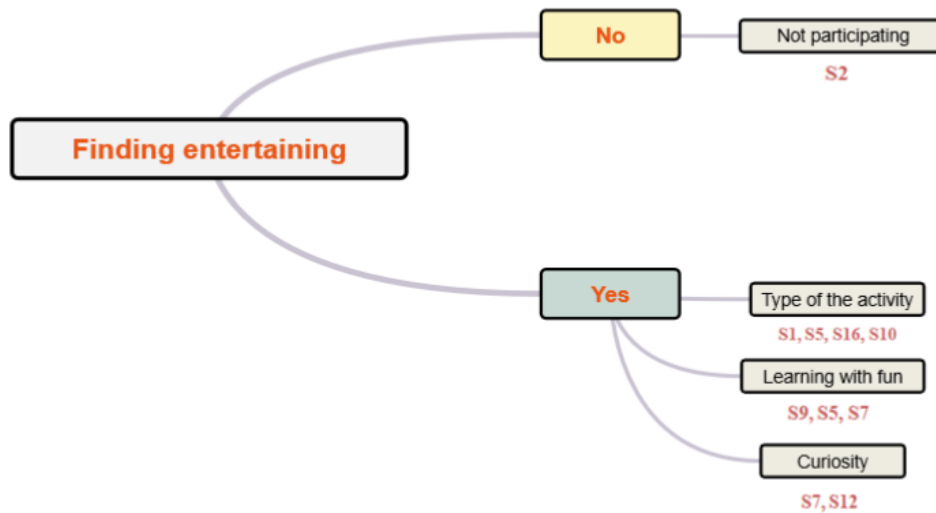 No
Not participating
S2
Finding entertaining
Yes
Type of the activity
S1, S5, S16, S10
Learning with fun
S9, S5, S7
Curiosity
S7, S12